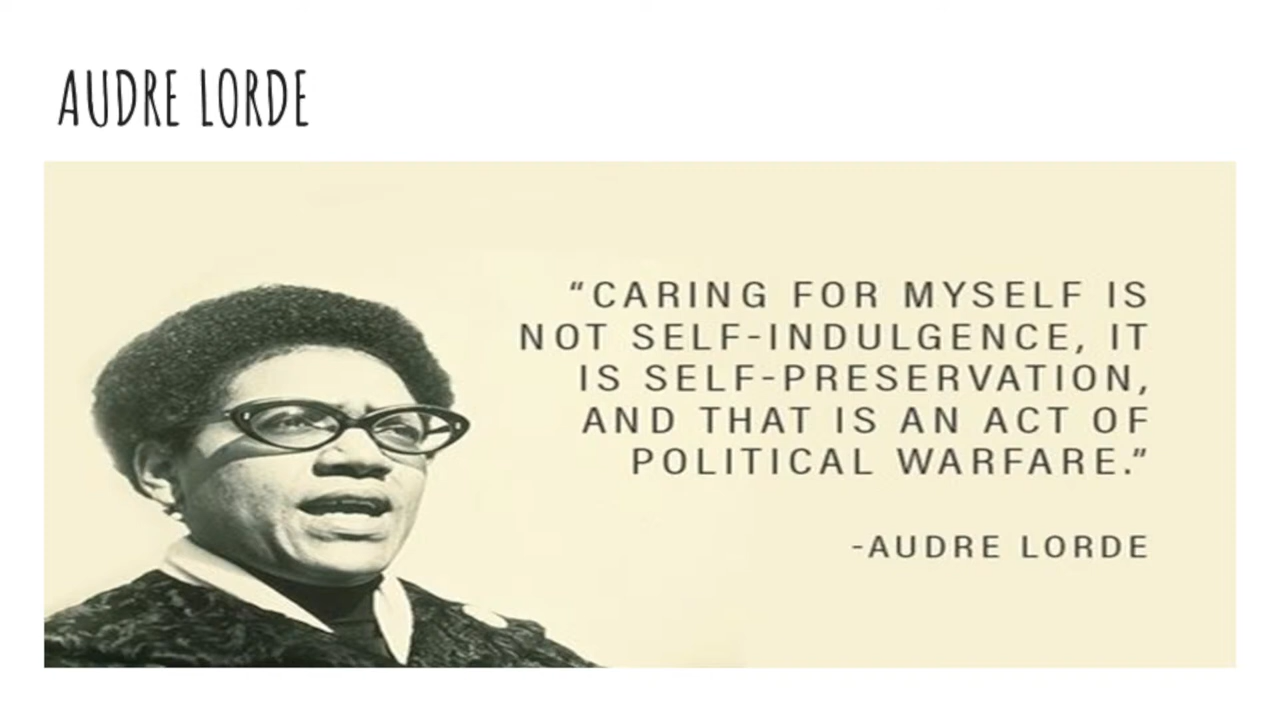 AUDRE LORDE
“CARING FOR MYSELF IS
NOT SELF-INDULGENCE, IT
IS SELF-PRESERVATION,
AND THAT IS AN ACT OF
POLITICAL WARFARE.”
-AUDRE LORDE